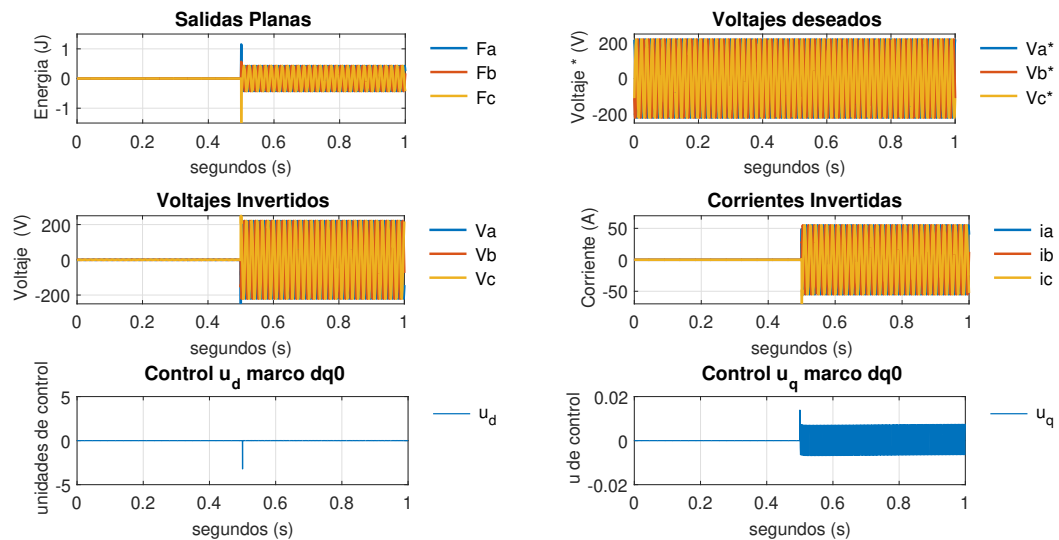 Salidas Planas
Energia (J)
1
0
-1
0 0.2 0.4 0.6 0.8 1
segundos (s)
Fa
Fb
Fc
Voltajes deseados
Voltaje * (V)
200
0
-200
0 0.2 0.4 0.6 0.8 1
segundos (s)
Va*
Vb*
Vc*
Voltajes Invertidos
Voltaje (V)
200
0
-200
0 0.2 0.4 0.6 0.8 1
segundos (s)
Va
Vb
Vc
Corrientes Invertidas
Corriente (A)
50
0
-50
0 0.2 0.4 0.6 0.8 1
segundos (s)
ia
ib
ic
Control u_d marco dq0
unidades de control
5
0
-5
0 0.2 0.4 0.6 0.8 1
segundos (s)
u_d
Control u_q marco dq0
u de control
0.02
0
-0.02
0 0.2 0.4 0.6 0.8 1
segundos (s)
u_q